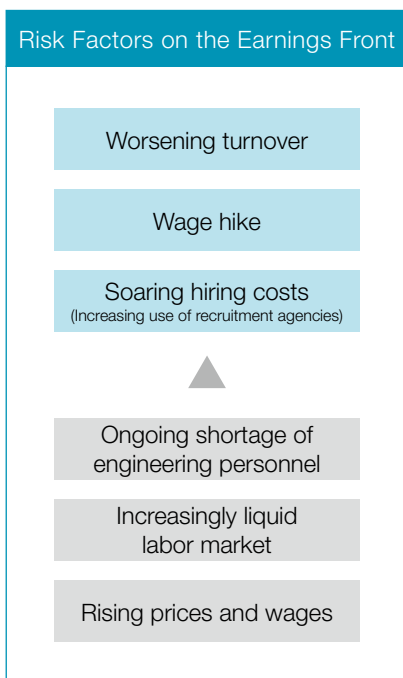 Risk Factors on the Earnings Front
Worsening turnover
Wage hike
Soaring hiring costs
(Increasing use of recruitment agencies)
Ongoing shortage of
engineering personnel
Increasingly liquid
labor market
Rising prices and wages